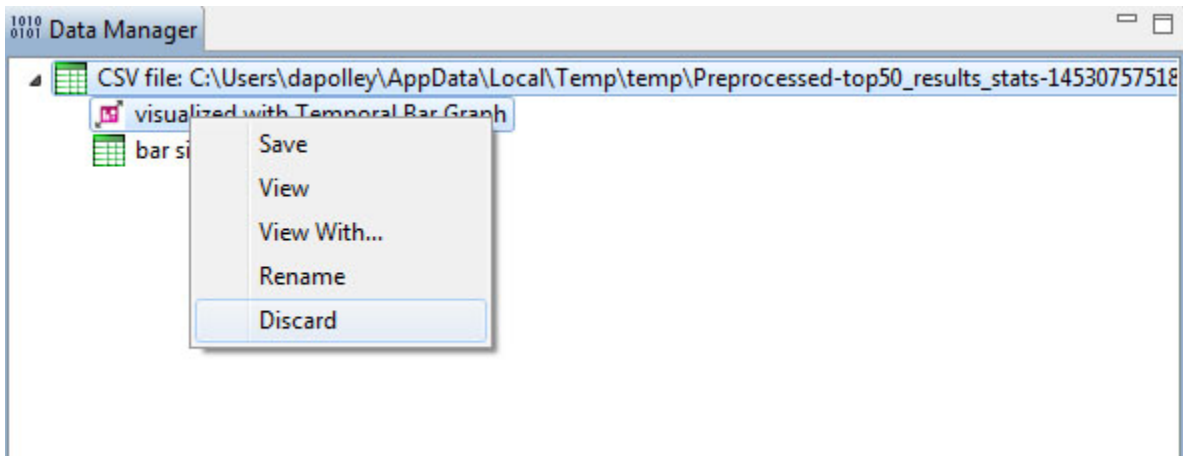 1010
0101 Data Manager
CSV file: C:\Users\dapolley\AppData\Local\Temp\temp\Preprocessed-top50_results_stats-14530757518
visualized with Temporal Bar Graph
bar si
Save
View
View With...
Rename
Discard